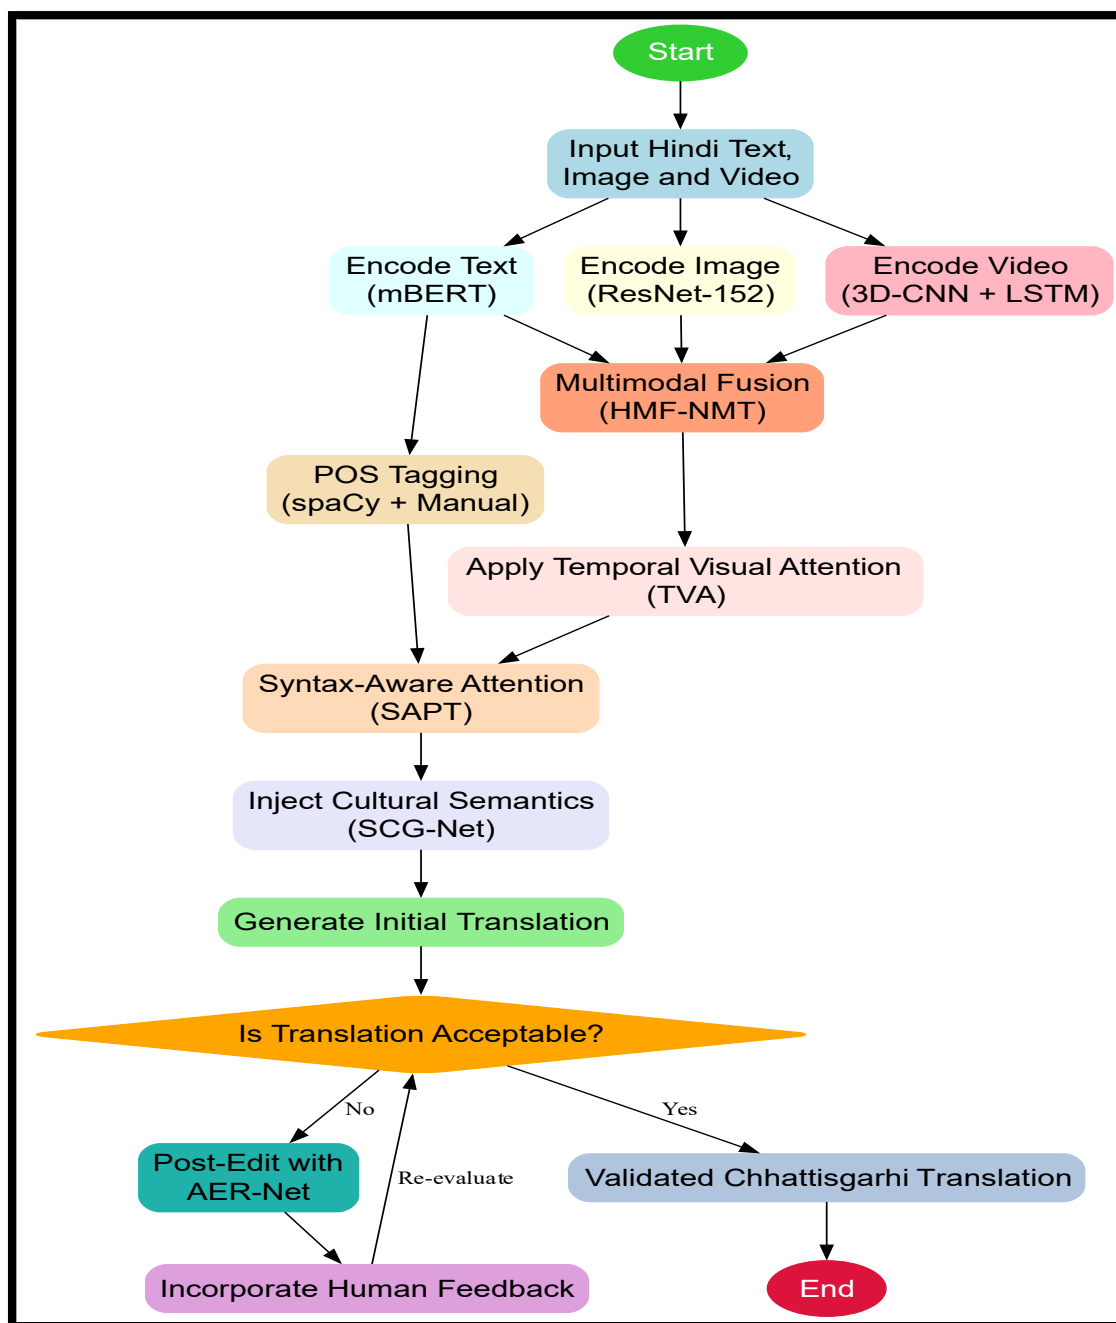 Start
Input Hindi Text,
Image and Video
Encode Text
(mBERT)
Encode Image
(ResNet-152)
Encode Video
(3D-CNN + LSTM)
Multimodal Fusion
(HMF-NMT)
POS Tagging
(spaCy + Manual)
Apply Temporal Visual Attention
(TVA)
Syntax-Aware Attention
(SAPT)
Inject Cultural Semantics
(SCG-Net)
Generate Initial Translation
Is Translation Acceptable?
No
Yes
Post-Edit with
AER-Net
Re-evaluate
Validated Chhattisgarhi Translation
Incorporate Human Feedback
End